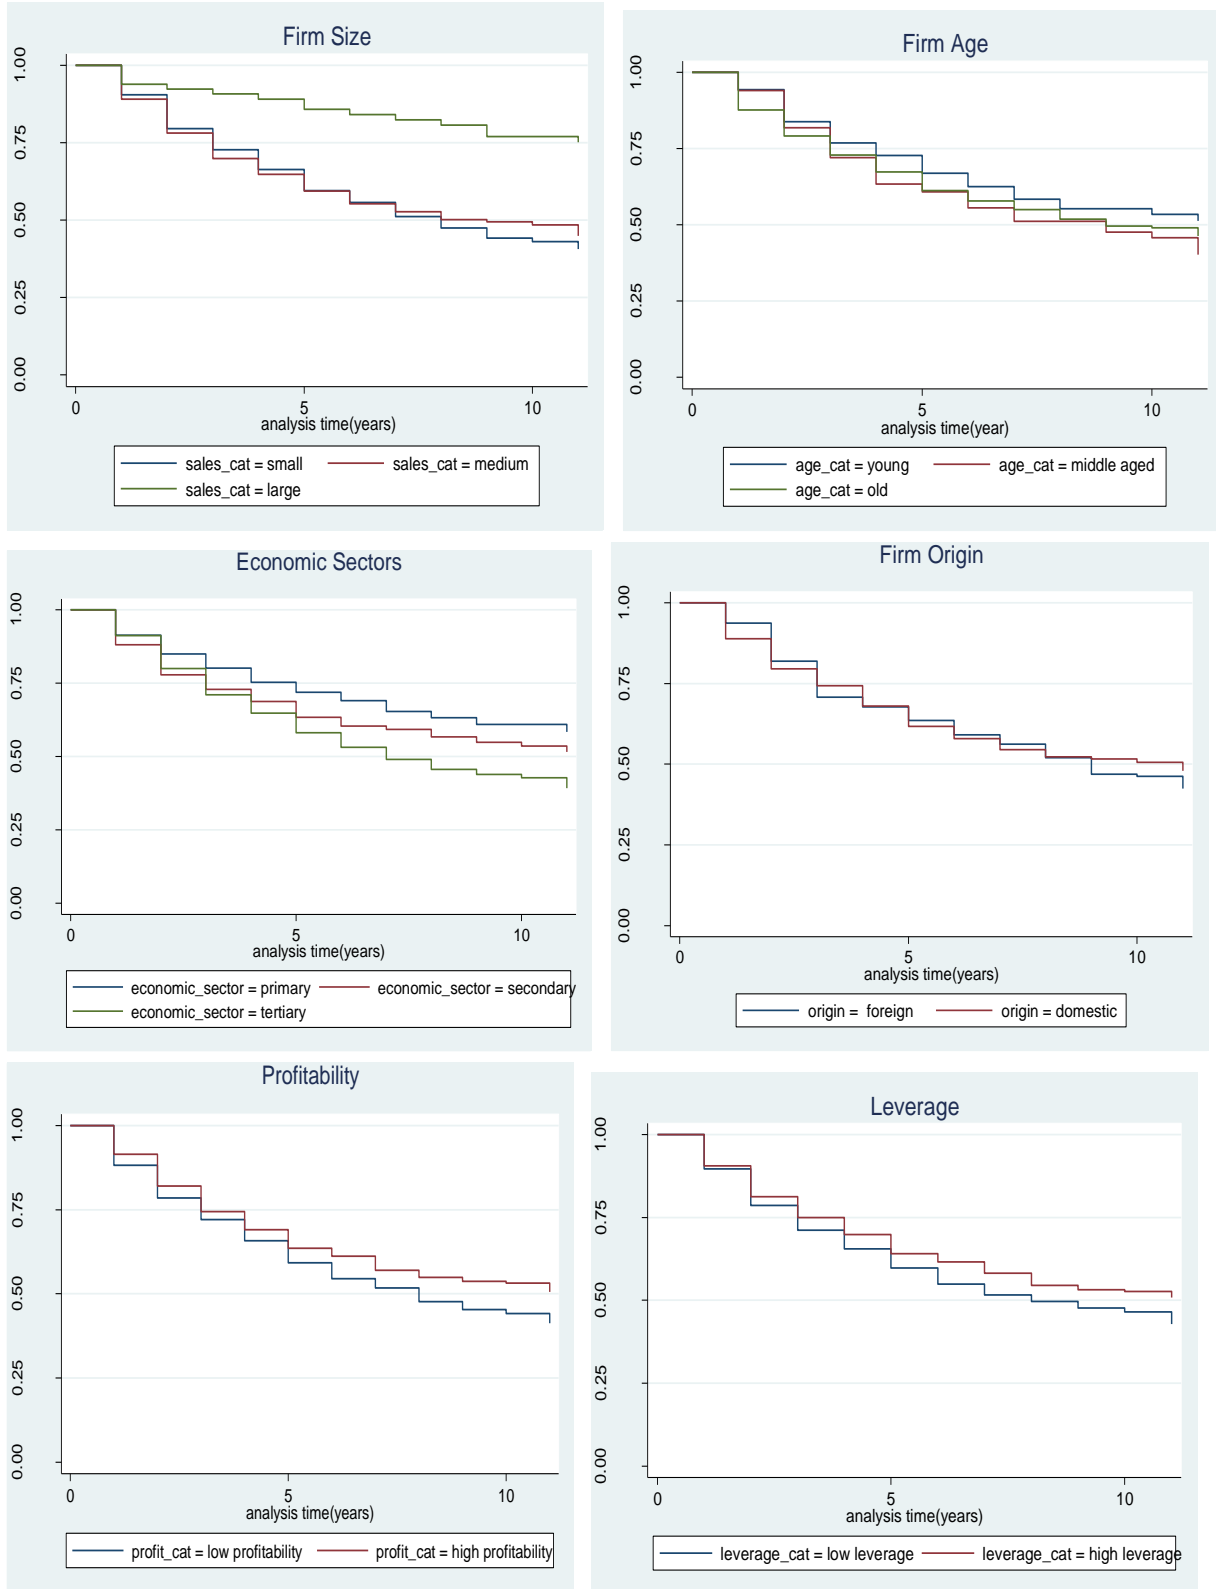 Firm Size
1.00
0.75
0.50
0.25
0.00
0 5 10
analysis time(years)
sales_cat = small sales_cat = medium
sales_cat = large
Firm Age
1.00
0.75
0.50
0.25
0.00
0 5 10
analysis time(year)
age_cat = young age_cat = middle aged
age_cat = old
Economic Sectors
1.00
0.75
0.50
0.25
0.00
0 5 10
analysis time(years)
economic_sector = primary economic_sector = secondary
economic_sector = tertiary
Firm Origin
1.00
0.75
0.50
0.25
0.00
0 5 10
analysis time(years)
origin = foreign origin = domestic
Profitability
1.00
0.75
0.50
0.25
0.00
0 5 10
analysis time(years)
profit_cat = low profitability profit_cat = high profitability
Leverage
1.00
0.75
0.50
0.25
0.00
0 5 10
analysis time(years)
leverage_cat = low leverage leverage_cat = high leverage